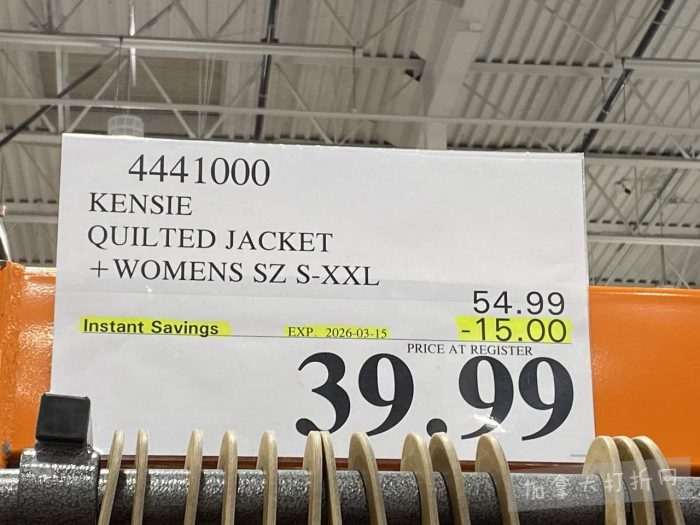 4441000
KENSIE
QUILTED JACKET
+WOMENS SZ S-XXL
54.99
Instant Savings EXP. 2026-03-15 -15.00
PRICE AT REGISTER
39.99
加拿大打折网